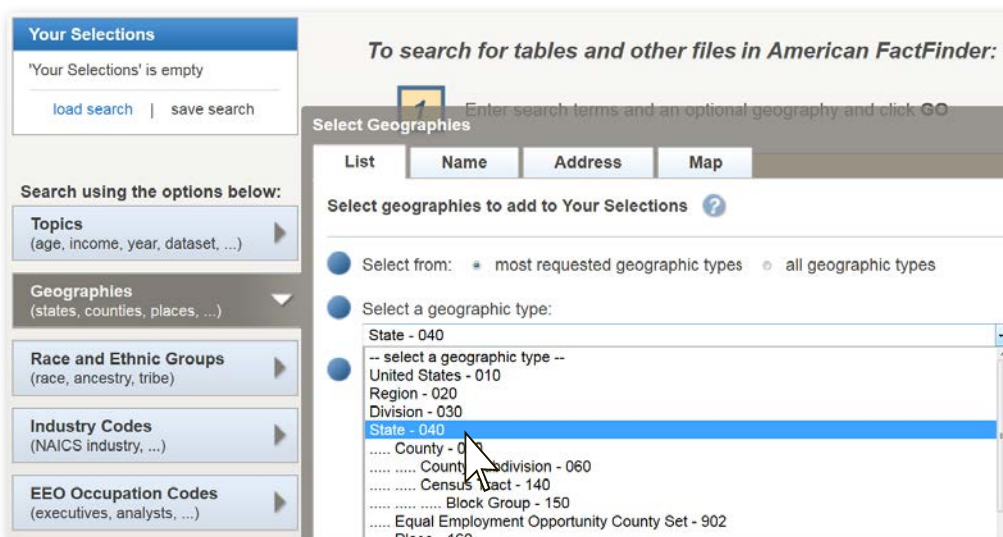 Your Selections
'Your Selections' is empty
load search | save search
Search using the options below:
Topics
(age, income, year, dataset, ...)
Geographies
(states, counties, places, ...)
Race and Ethnic Groups
(race, ancestry, tribe)
Industry Codes
(NAICS industry, ...)
EEO Occupation Codes
(executives, analysts, ...)
To search for tables and other files in American FactFinder:
1 Enter search terms and an optional geography and click GO
Select Geographies
List Name Address Map
Select geographies to add to Your Selections ?
Select from: most requested geographic types all geographic types
Select a geographic type:
State - 040
-- select a geographic type --
United States - 010
Region - 020
Division - 030
State - 040
..... County -
..... ..... County
- 060
..... ..... Census
- 140
..... ..... ..... Block Group - 150
..... Equal Employment Opportunity County Set - 902